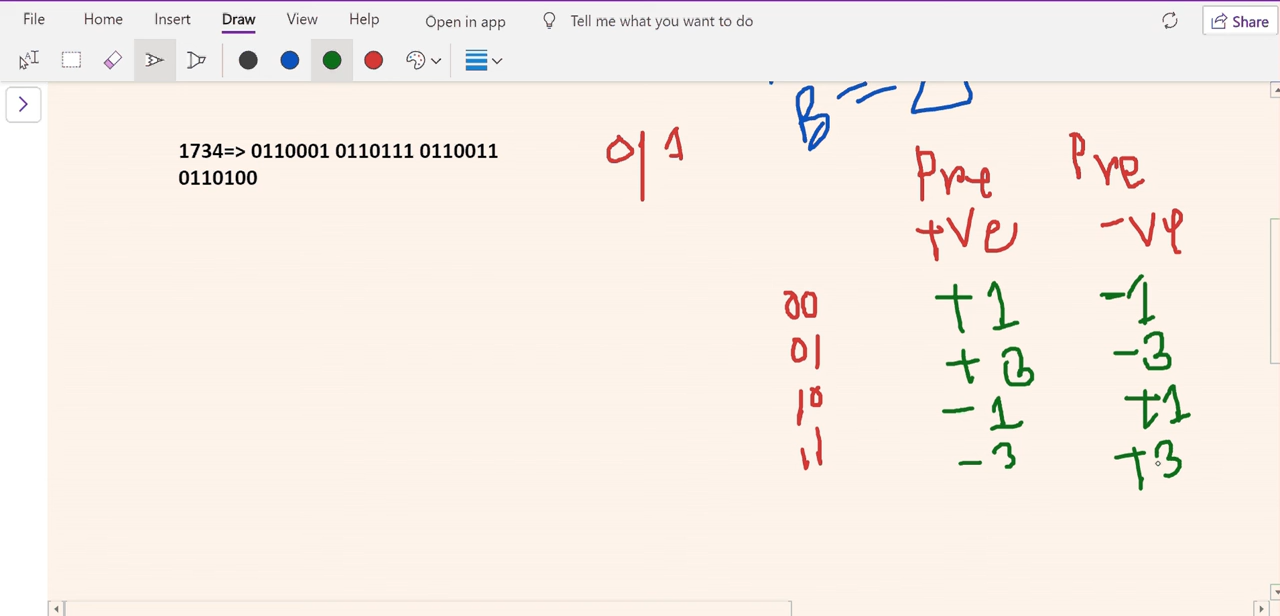 File Home Insert Draw View Help Open in app Tell me what you want to do Share
B =
1734=> 0110001 0110111 0110011
0110100
0 | 1
Pre Pre
+ve -ve
00 +1 -1
01 +3 -3
10 -1 +1
11 -3 +3